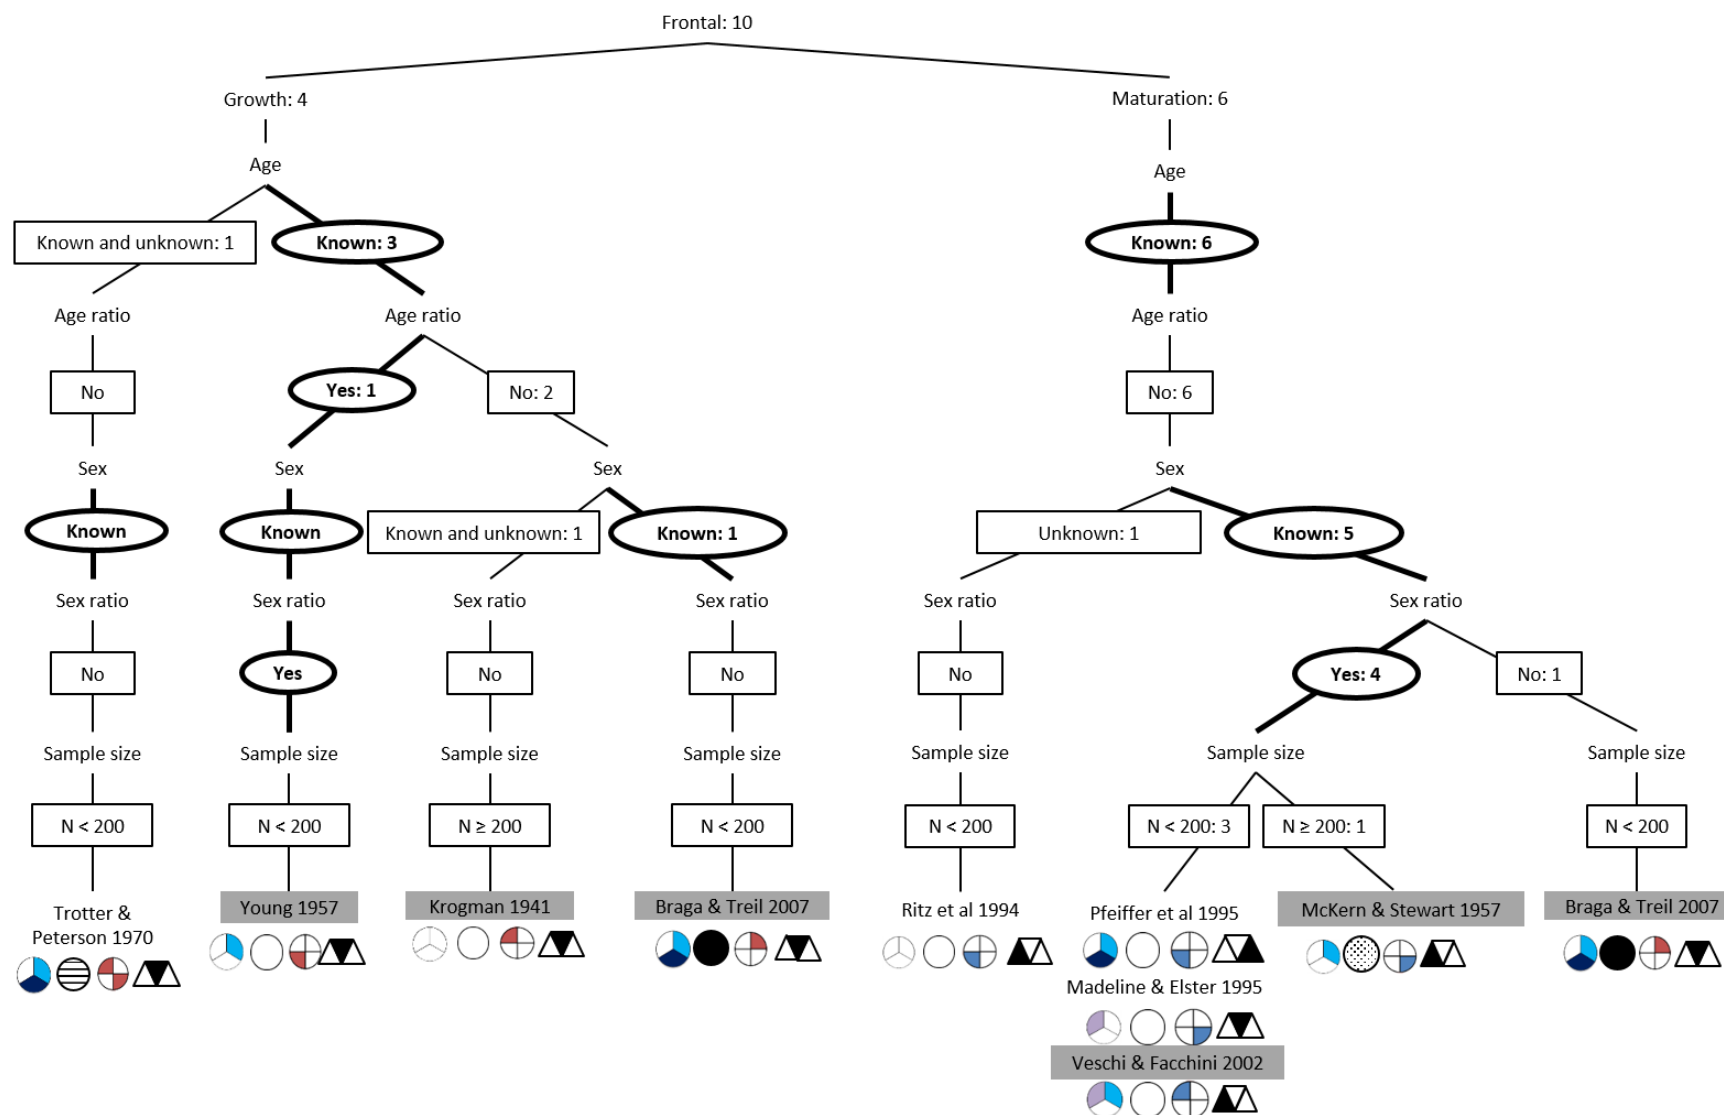 Frontal: 10
Growth: 4
Maturation: 6
Age
Age
Known and unknown: 1
Known: 3
Known: 6
Age ratio
Age ratio
Age ratio
No
Yes: 1
No: 2
No: 6
Sex
Sex
Sex
Sex
Known
Known
Known and unknown: 1
Known: 1
Unknown: 1
Known: 5
Sex ratio
Sex ratio
Sex ratio
Sex ratio
Sex ratio
Sex ratio
No
Yes
No
No
No
Yes: 4
No: 1
Sample size
Sample size
Sample size
Sample size
Sample size
Sample size
Sample size
N < 200
N < 200
N ≥ 200
N < 200
N < 200
N < 200: 3
N ≥ 200: 1
N < 200
Trotter &
Peterson 1970
Young 1957
Krogman 1941
Braga & Treil 2007
Ritz et al 1994
Pfeiffer et al 1995
McKern & Stewart 1957
Braga & Treil 2007
Madeline & Elster 1995
Veschi & Facchini 2002